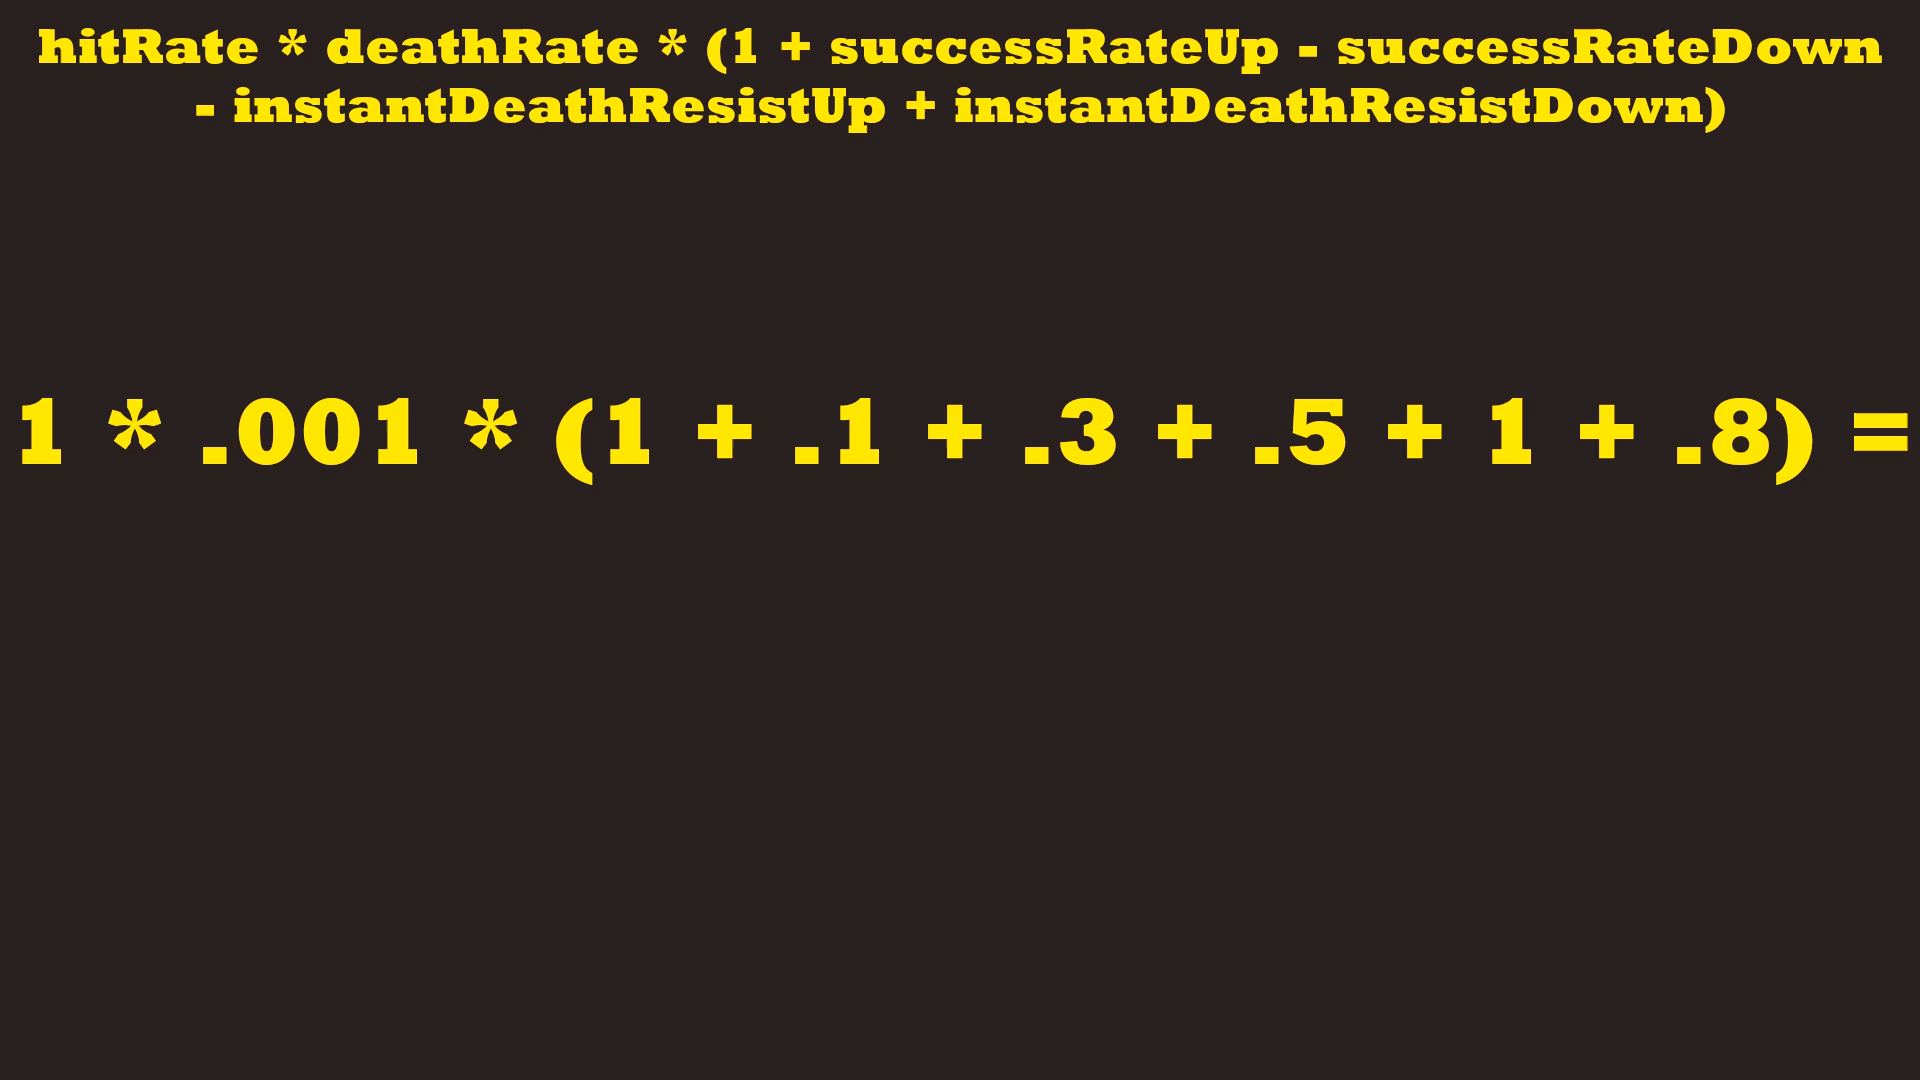 hitRate * deathRate * (1 + successRateUp - successRateDown
- instantDeathResistUp + instantDeathResistDown)
1 * .001 * (1 + .1 + .3 + .5 + 1 + .8) =